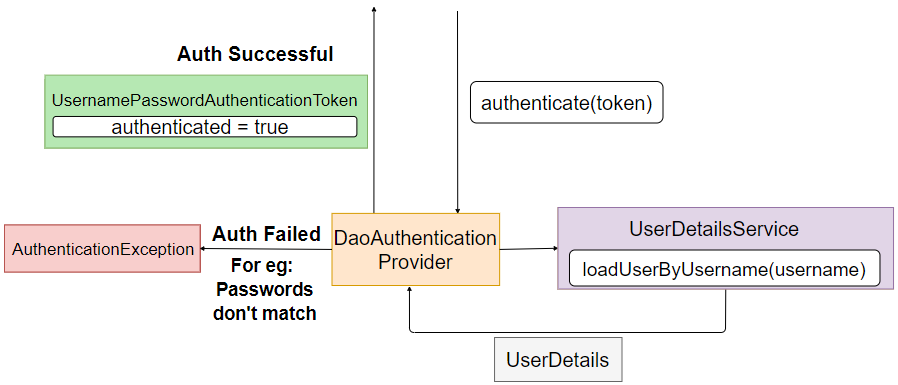 Auth Successful
UsernamePasswordAuthenticationToken
authenticated = true
authenticate(token)
AuthenticationException
Auth Failed
For eg:
Passwords
don't match
DaoAuthentication
Provider
UserDetailsService
loadUserByUsername(username)
UserDetails